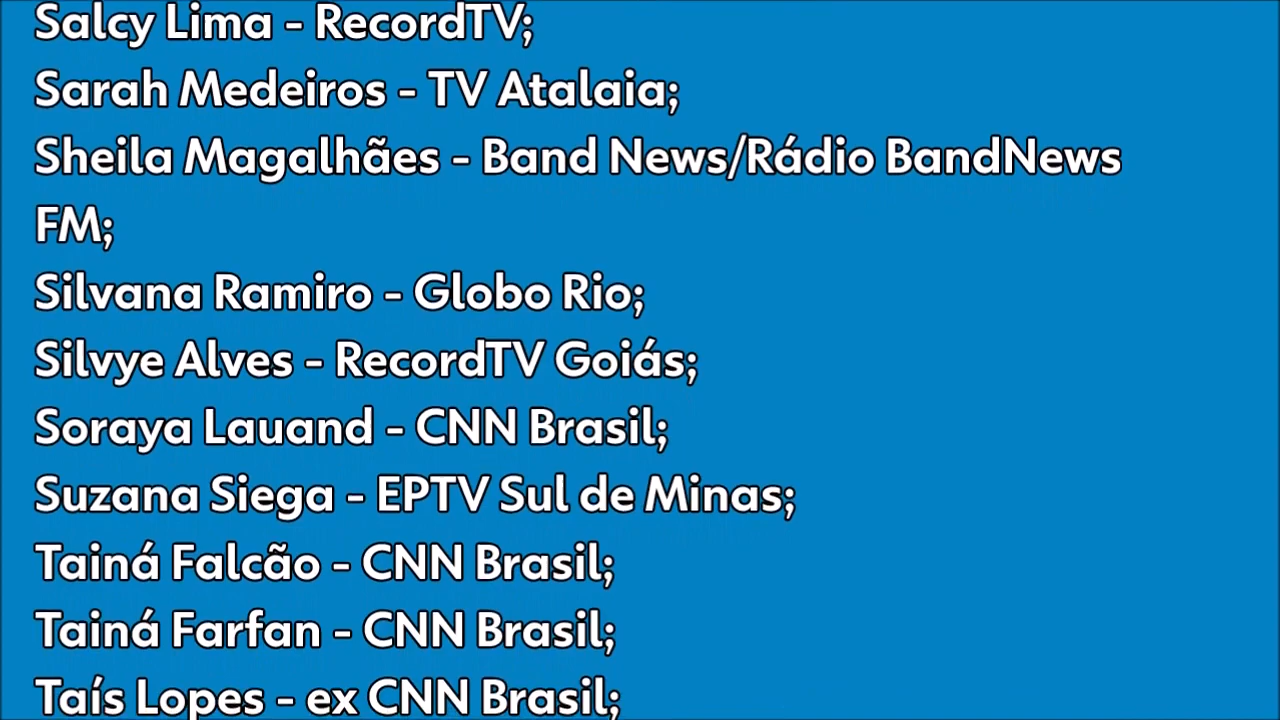 Salcy Lima - RecordTV;
Sarah Medeiros - TV Atalaia;
Sheila Magalhães - Band News/Rádio BandNews
FM;
Silvana Ramiro - Globo Rio;
Silvye Alves - RecordTV Goiás;
Soraya Lauand - CNN Brasil;
Suzana Siega - EPTV Sul de Minas;
Tainá Falcão - CNN Brasil;
Tainá Farfan - CNN Brasil;
Taís Lopes - ex CNN Brasil;